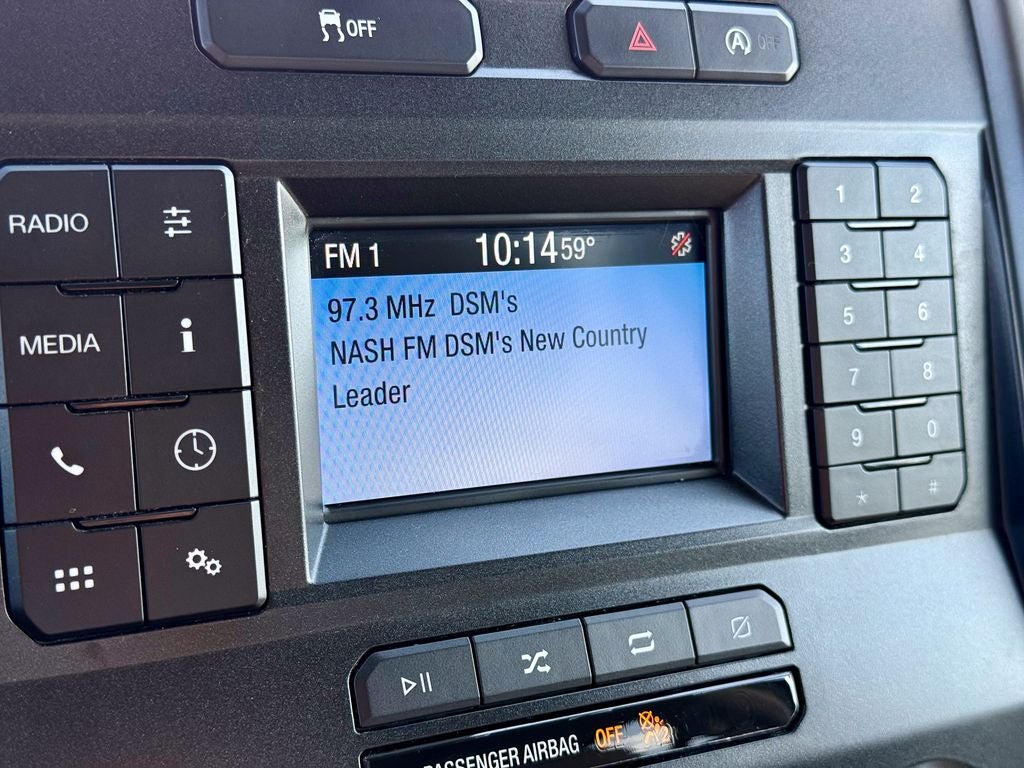 OFF
A OFF
RADIO
MEDIA
i
FM 1 10:14 59°
97.3 MHz DSM's
NASH FM DSM's New Country
Leader
1 2
3 4
5 6
7 8
9 0
* #
PASSENGER AIRBAG OFF 2